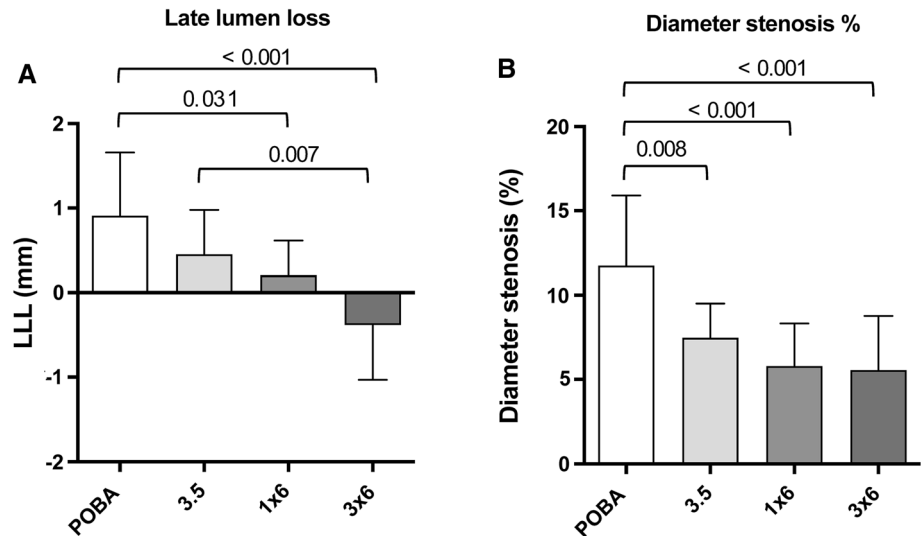 Late lumen loss
A
< 0.001
0.031
0.007
2
1
0
-1
-2
LLL (mm)
POBA
3.5
1x6
3x6
Diameter stenosis %
B
< 0.001
< 0.001
0.008
20
15
10
5
0
Diameter stenosis (%)
POBA
3.5
1x6
3x6